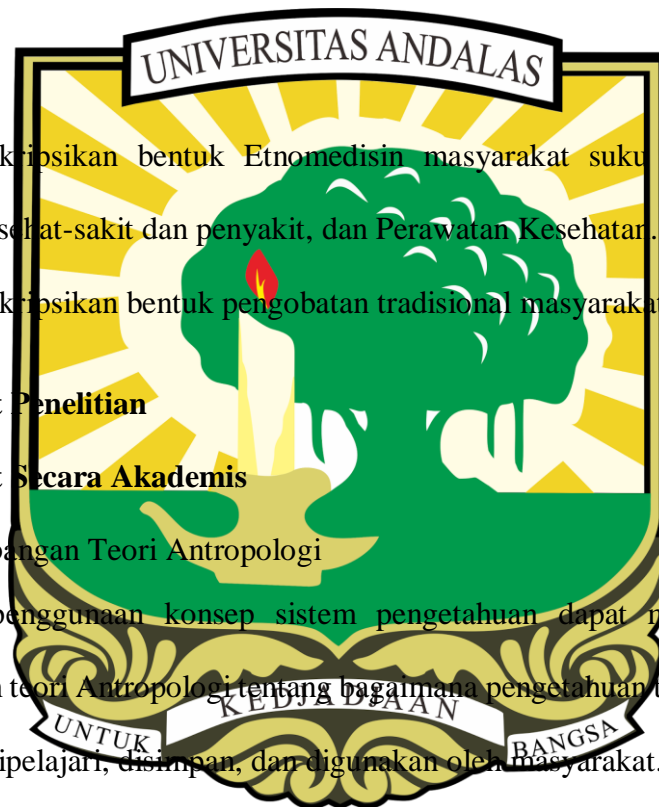 UNIVERSITAS ANDALAS
kripsikan bentuk Etnomedisin masyarakat suku
sehat-sakit dan penyakit, dan Perawatan Kesehatan.
kripsikan bentuk pengobatan tradisional masyarakat
Penelitian
Secara Akademis
bangan Teori Antropologi
penggunaan konsep sistem pengetahuan dapat
teori Antropologi tentang bagaimana pengetahuan
UNTUK KEDJADJAAN BANGSA
ipelajari, disimpan, dan digunakan oleh masyarakat.